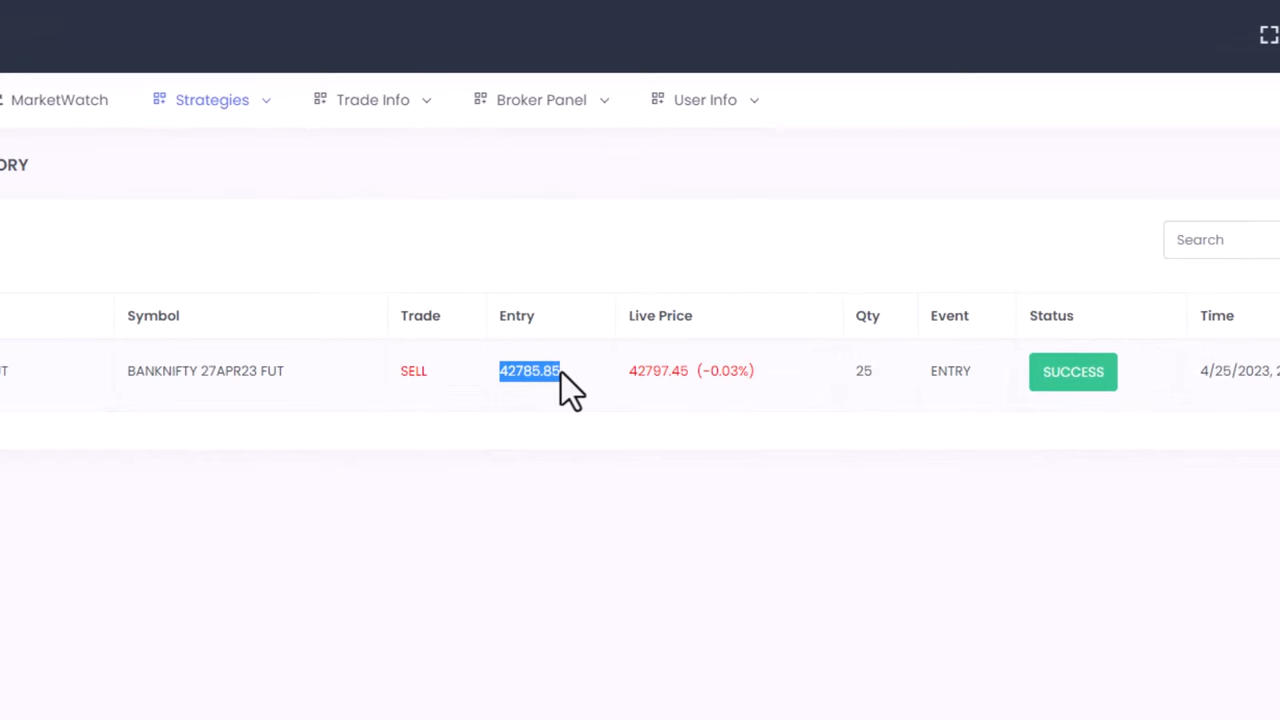 MarketWatch Strategies Trade Info Broker Panel User Info
ORY
Search
Symbol Trade Entry Live Price Qty Event Status Time
T BANKNIFTY 27APR23 FUT SELL 42785.85 42797.45 (-0.03%) 25 ENTRY SUCCESS 4/25/2023, 2